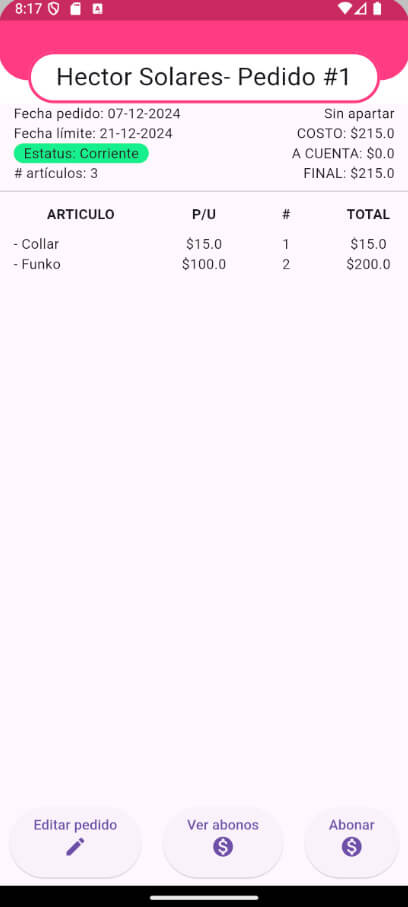 8:17
Hector Solares- Pedido #1
Fecha pedido: 07-12-2024 Sin apartar
Fecha límite: 21-12-2024 COSTO: $215.0
Estatus: Corriente A CUENTA: $0.0
# artículos: 3 FINAL: $215.0
ARTICULO P/U # TOTAL
- Collar $15.0 1 $15.0
- Funko $100.0 2 $200.0
Editar pedido Ver abonos Abonar